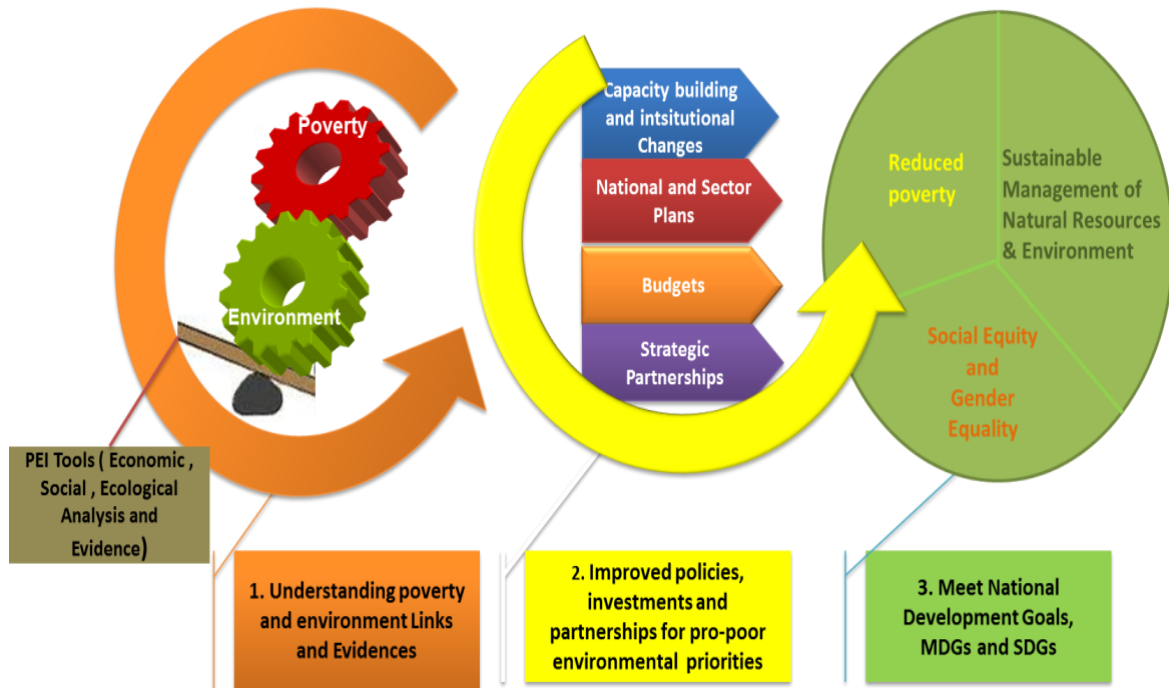 Poverty
Environment
PEI Tools ( Economic ,
Social , Ecological
Analysis and
Evidence)
1. Understanding poverty
and environment Links
and Evidences
Capacity building
and intsitutional
Changes
National and Sector
Plans
Budgets
Strategic
Partnerships
2. Improved policies,
investments and
partnerships for pro-poor
environmental priorities
Reduced
poverty
Sustainable
Management of
Natural Resources
& Environment
Social Equity
and
Gender
Equality
3. Meet National
Development Goals,
MDGs and SDGs